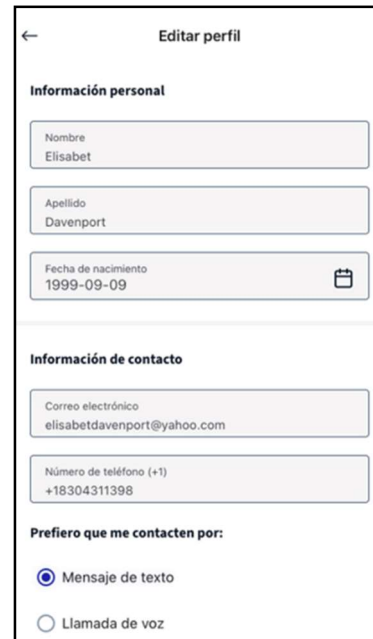 Editar perfil
Información personal
Nombre
Elisabet
Apellido
Davenport
Fecha de nacimiento
1999-09-09
Información de contacto
Correo electrónico
elisabetdavenport@yahoo.com
Número de teléfono (+1)
+18304311398
Prefiero que me contacten por:
Mensaje de texto
Llamada de voz